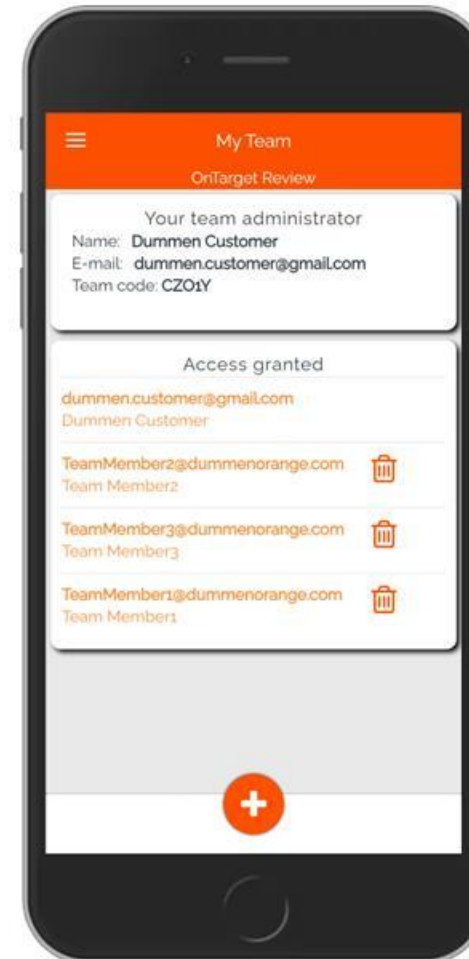 My Team
OnTarget Review
Your team administrator
Name: Dummen Customer
E-mail: dummen.customer@gmail.com
Team code: CZO1Y
Access granted
dummen.customer@gmail.com
Dummen Customer
TeamMember2@dummenorange.com
Team Member2
TeamMember3@dummenorange.com
Team Member3
TeamMember1@dummenorange.com
Team Member1